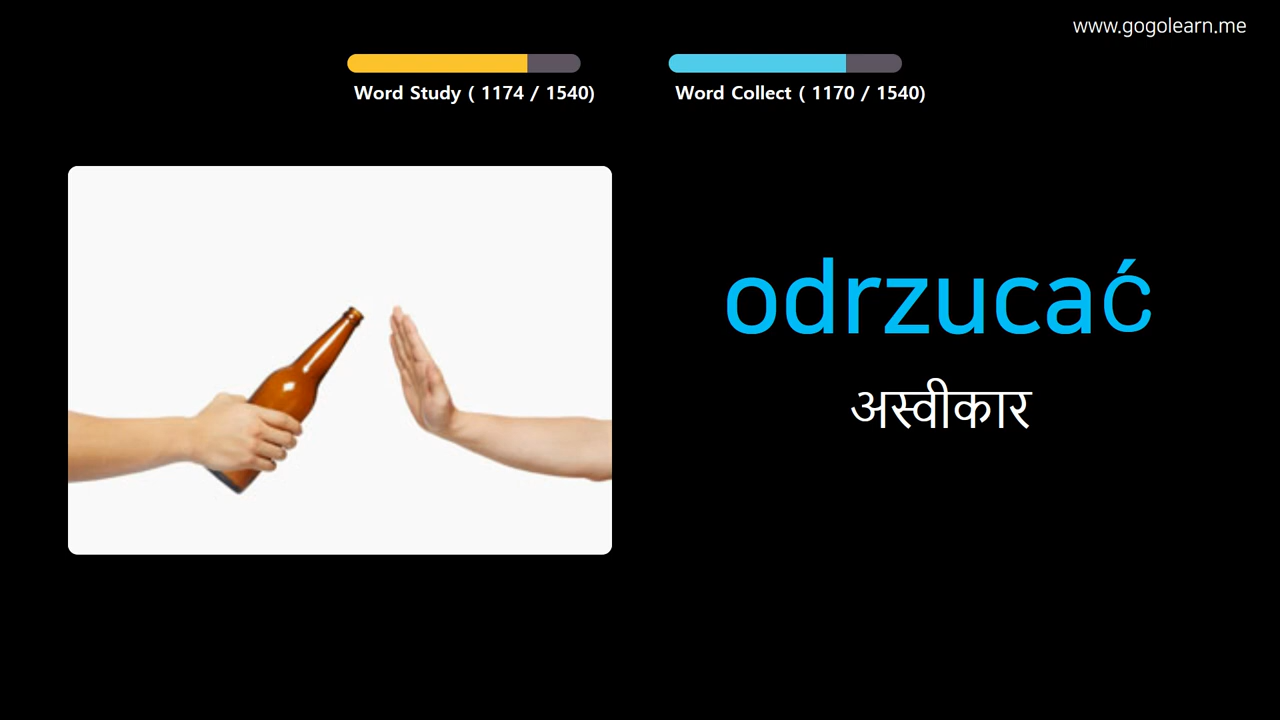 www.gogolearn.me
Word Study ( 1174 / 1540)
Word Collect ( 1170 / 1540)
odrzucać
अस्वीकार